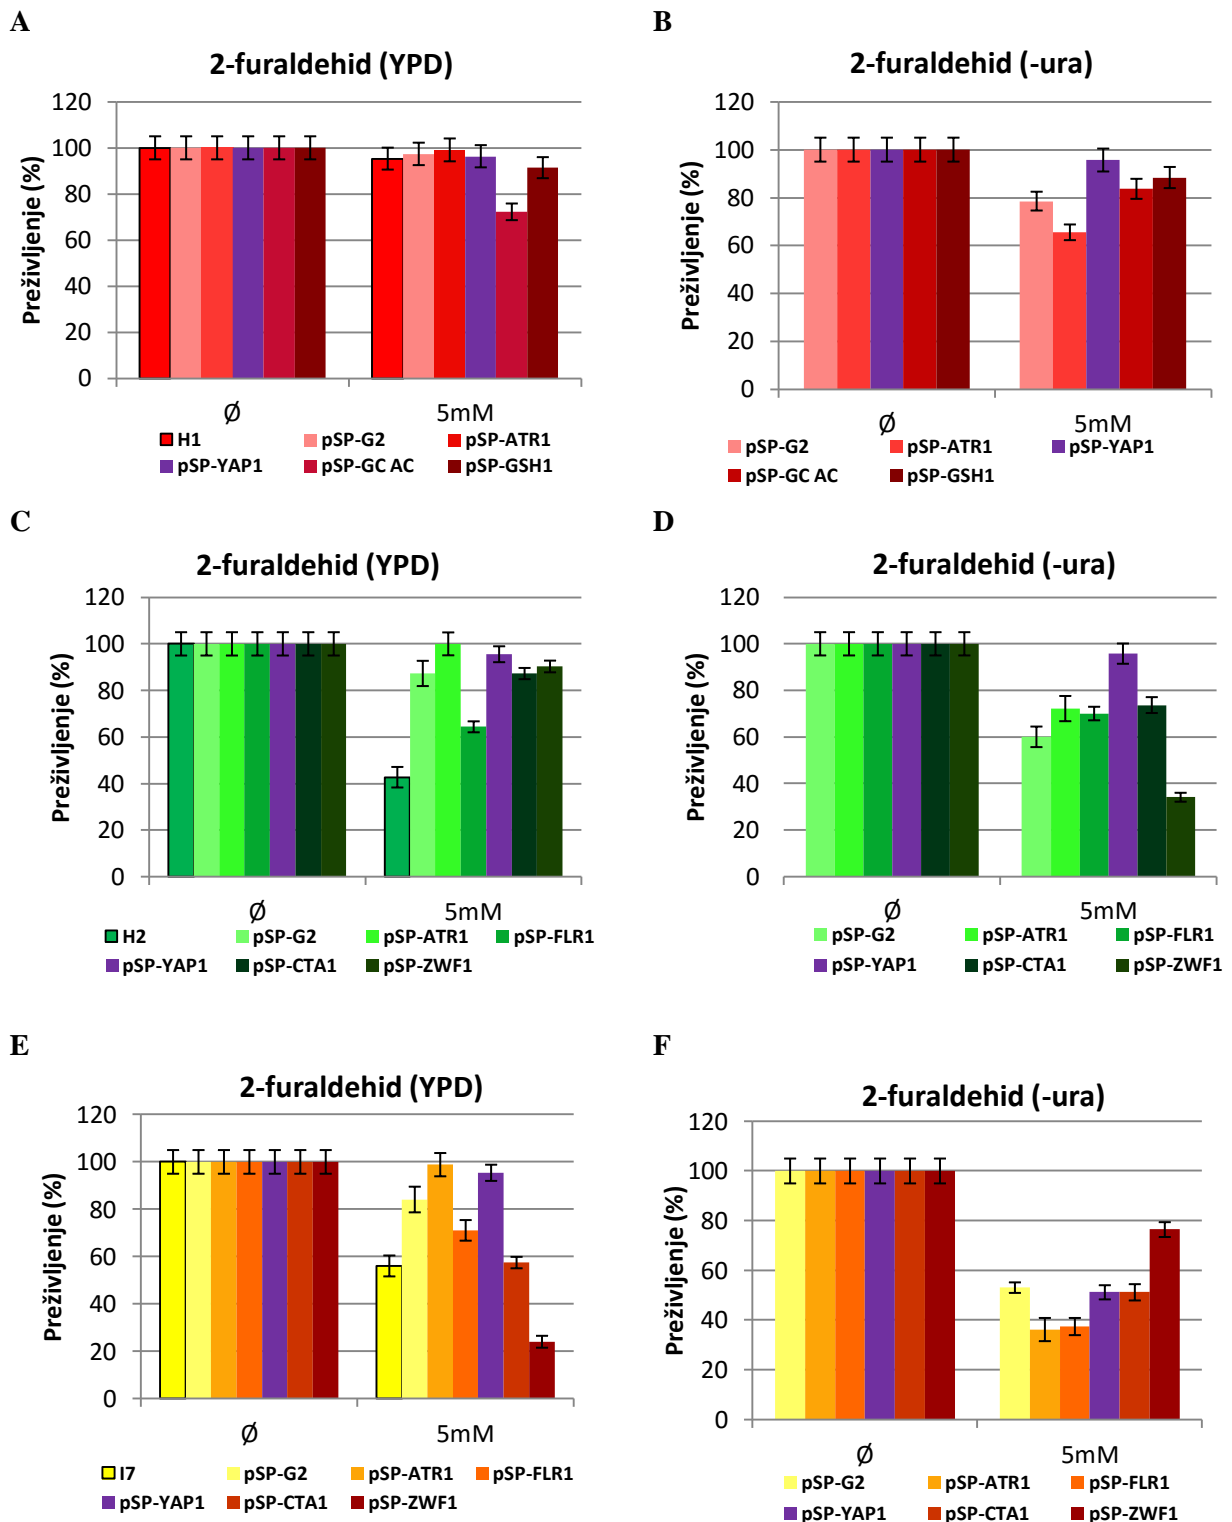 A
2-furaldehid (YPD)
Preživljenje (%)
120
100
80
60
40
20
0
Ø 5mM
H1 pSP-G2 pSP-ATR1
pSP-YAP1 pSP-GC AC pSP-GSH1
B
2-furaldehid (-ura)
Preživljenje (%)
120
100
80
60
40
20
0
Ø 5mM
pSP-G2 pSP-ATR1 pSP-YAP1
pSP-GC AC pSP-GSH1
C
2-furaldehid (YPD)
Preživljenje (%)
120
100
80
60
40
20
0
Ø 5mM
H2 pSP-G2 pSP-ATR1 pSP-FLR1
pSP-YAP1 pSP-CTA1 pSP-ZWF1
D
2-furaldehid (-ura)
Preživljenje (%)
120
100
80
60
40
20
0
Ø 5mM
pSP-G2 pSP-ATR1 pSP-FLR1
pSP-YAP1 pSP-CTA1 pSP-ZWF1
E
2-furaldehid (YPD)
Preživljenje (%)
120
100
80
60
40
20
0
Ø 5mM
I7 pSP-G2 pSP-ATR1 pSP-FLR1
pSP-YAP1 pSP-CTA1 pSP-ZWF1
F
2-furaldehid (-ura)
Preživljenje (%)
120
100
80
60
40
20
0
Ø 5mM
pSP-G2 pSP-ATR1 pSP-FLR1
pSP-YAP1 pSP-CTA1 pSP-ZWF1